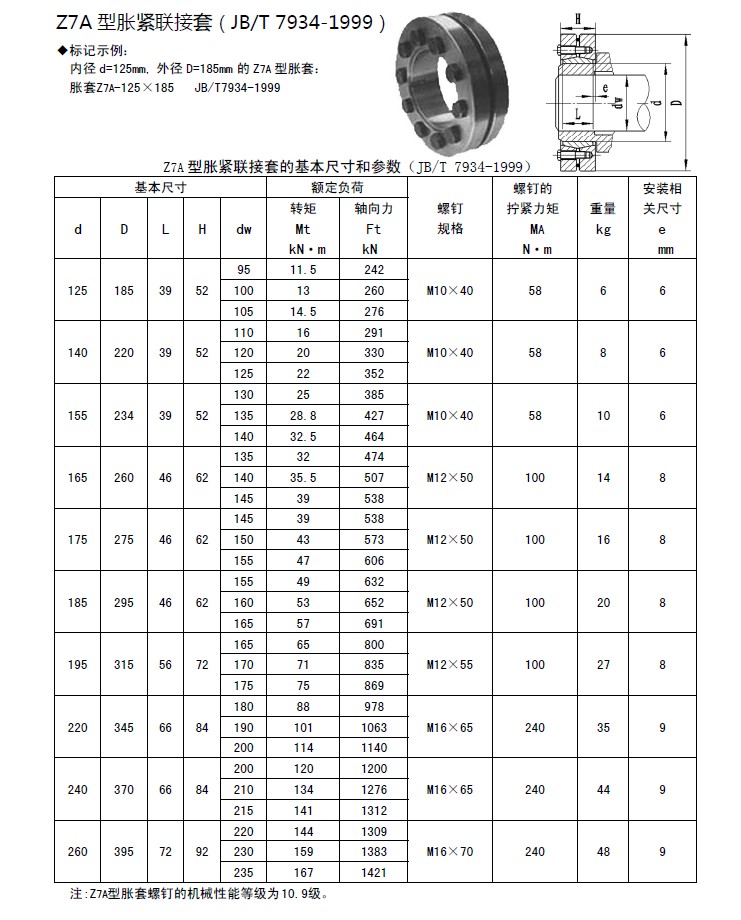 Z7A 型胀紧联接套（JB/T 7934-1999）
◆标记示例:
内径 d=125mm, 外径 D=185mm 的 Z7A 型胀套:
胀套Z7A-125×185 JB/T7934-1999
H
e
L
dw
d
D
Z7A 型胀紧联接套的基本尺寸和参数（JB/T 7934-1999）
基本尺寸 额定负荷 螺钉规格 螺钉的拧紧力矩 MA N·m 重量 kg 安装相关尺寸 e mm
d D L H dw 转矩 Mt kN·m 轴向力 Ft kN
125 185 39 52 95 11.5 242 M10×40 58 6 6
100 13 260
105 14.5 276
140 220 39 52 110 16 291 M10×40 58 8 6
120 20 330
125 22 352
155 234 39 52 130 25 385 M10×40 58 10 6
135 28.8 427
140 32.5 464
165 260 46 62 135 32 474 M12×50 100 14 8
140 35.5 507
145 39 538
175 275 46 62 145 39 538 M12×50 100 16 8
150 43 573
155 47 606
185 295 46 62 155 49 632 M12×50 100 20 8
160 53 652
165 57 691
195 315 56 72 165 65 800 M12×55 100 27 8
170 71 835
175 75 869
220 345 66 84 180 88 978 M16×65 240 35 9
190 101 1063
200 114 1140
240 370 66 84 200 120 1200 M16×65 240 44 9
210 134 1276
215 141 1312
260 395 72 92 220 144 1309 M16×70 240 48 9
230 159 1383
235 167 1421
注:Z7A型胀套螺钉的机械性能等级为10.9级。